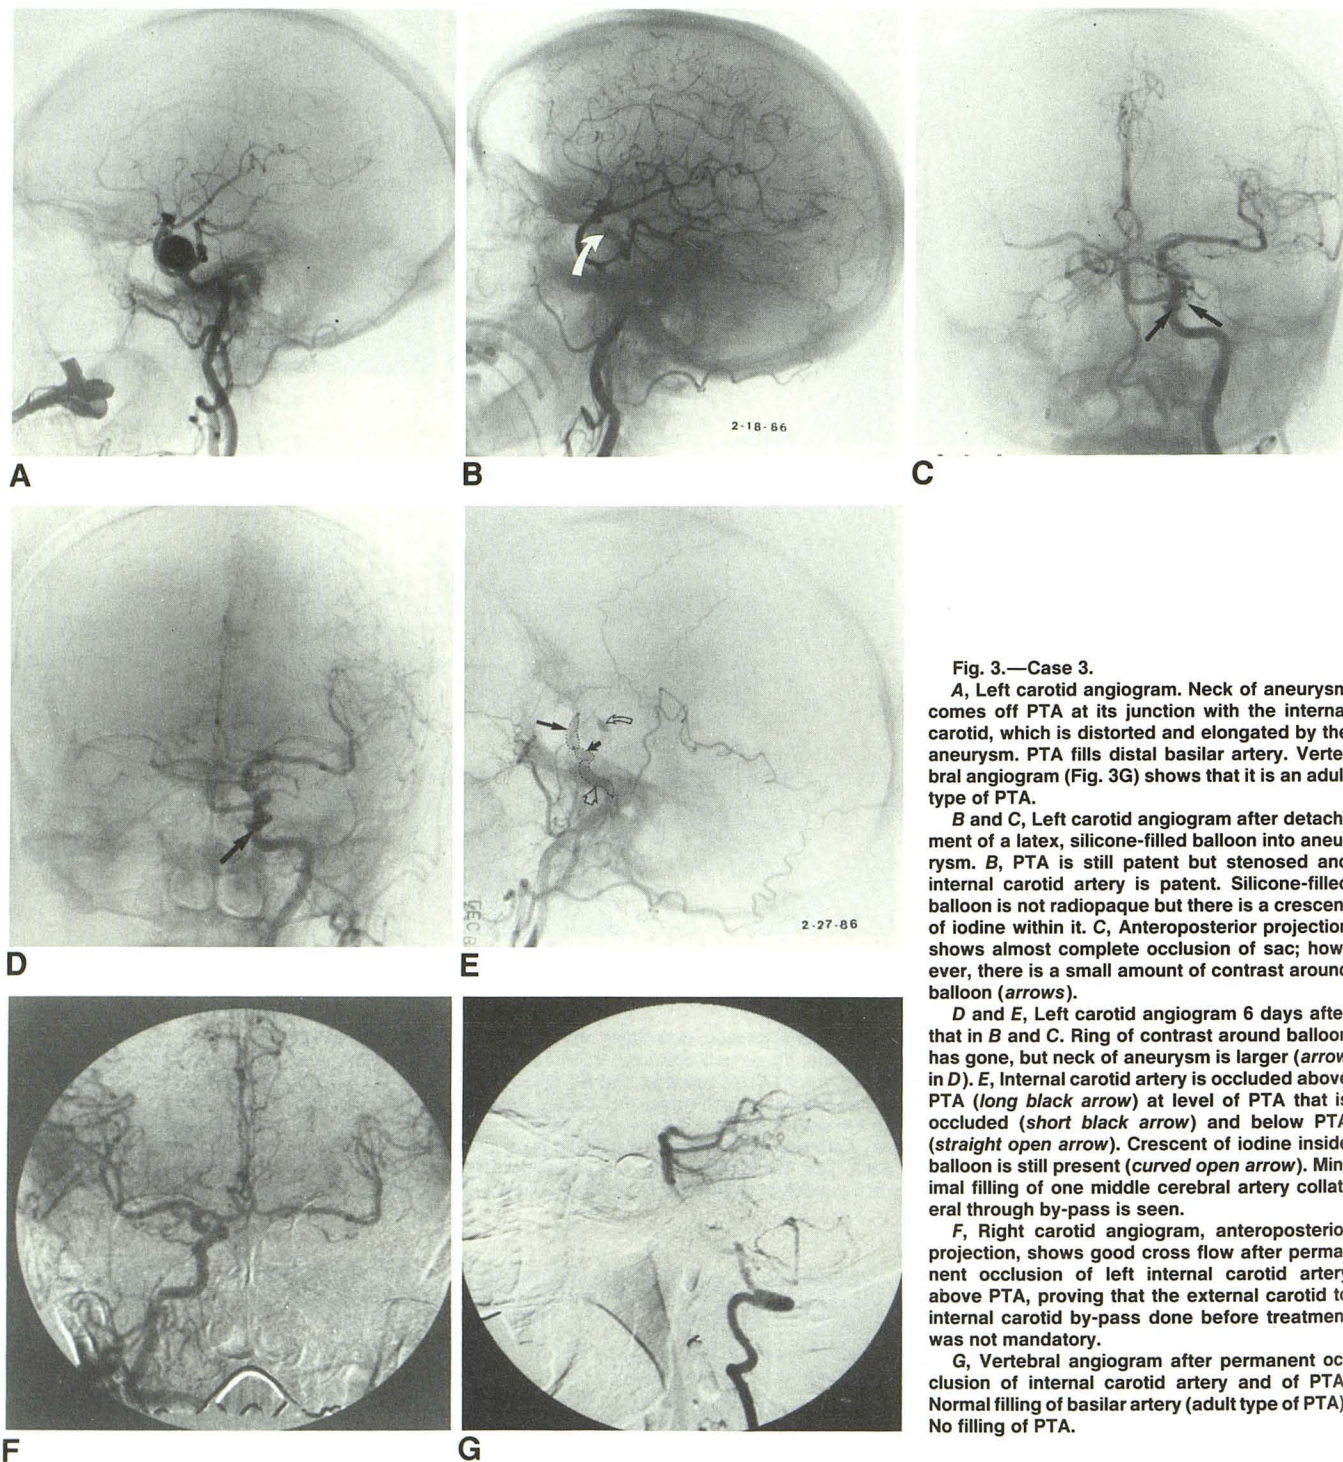 A
B
2-18-86
C
D
E
2-27-86
F
G
Fig. 3.—Case 3.
A, Left carotid angiogram. Neck of aneurysm
comes off PTA at its junction with the interna
carotid, which is distorted and elongated by the
aneurysm. PTA fills distal basilar artery. Verte
bral angiogram (Fig. 3G) shows that it is an adul
type of PTA.
B and C, Left carotid angiogram after detach
ment of a latex, silicone-filled balloon into aneu
rysm. B, PTA is still patent but stenosed and
internal carotid artery is patent. Silicone-filled
balloon is not radiopaque but there is a crescen
of iodine within it. C, Anteroposterior projection
shows almost complete occlusion of sac; how
ever, there is a small amount of contrast around
balloon (arrows).
D and E, Left carotid angiogram 6 days afte
that in B and C. Ring of contrast around balloon
has gone, but neck of aneurysm is larger (arrow
in D). E, Internal carotid artery is occluded above
PTA (long black arrow) at level of PTA that is
occluded (short black arrow) and below PTA
(straight open arrow). Crescent of iodine inside
balloon is still present (curved open arrow). Min
imal filling of one middle cerebral artery collat
eral through by-pass is seen.
F, Right carotid angiogram, anteroposterio
projection, shows good cross flow after perma
nent occlusion of left internal carotid artery
above PTA, proving that the external carotid to
internal carotid by-pass done before treatmen
was not mandatory.
G, Vertebral angiogram after permanent oc
clusion of internal carotid artery and of PTA
Normal filling of basilar artery (adult type of PTA)
No filling of PTA.